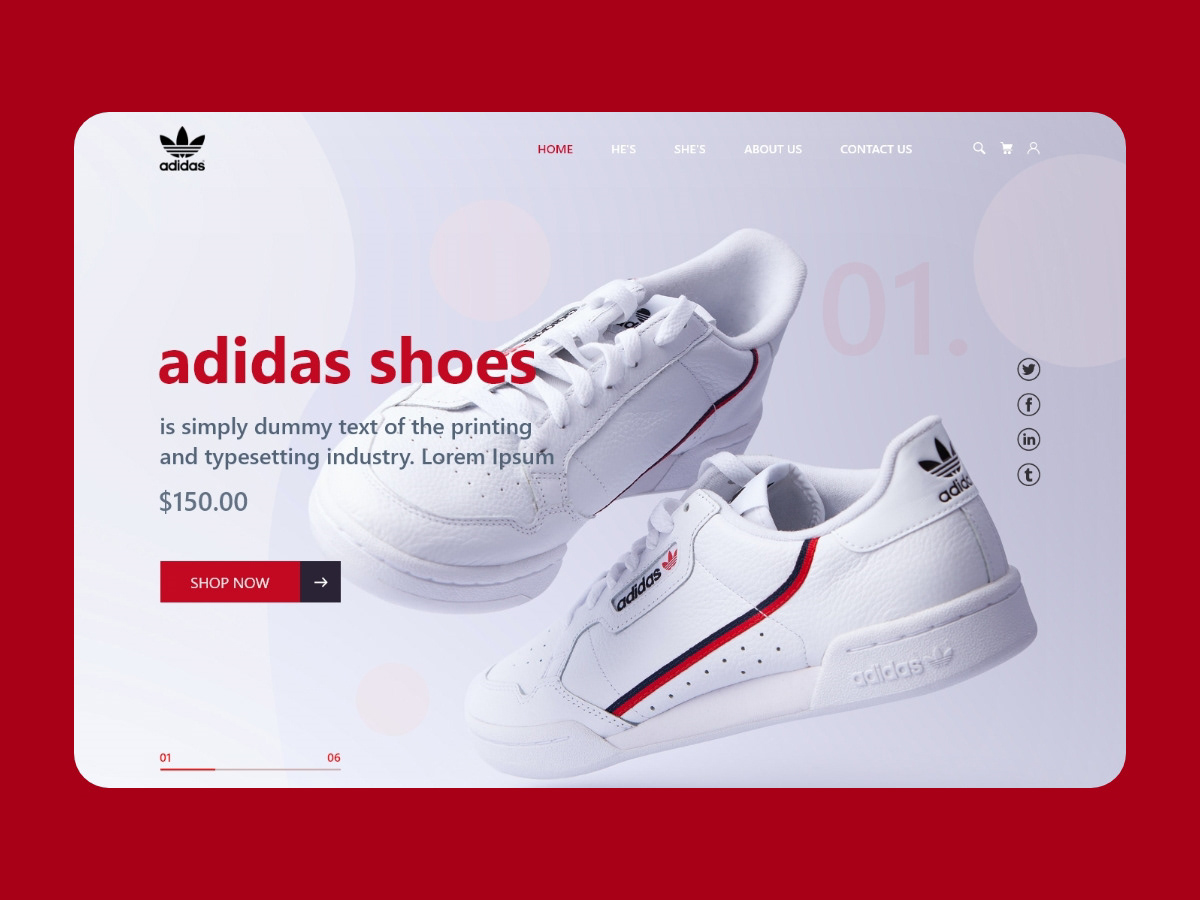 adidas
HOME HE'S SHE'S ABOUT US CONTACT US
01.
adidas shoes
is simply dummy text of the printing
and typesetting industry. Lorem Ipsum
$150.00
SHOP NOW
adidas
adidas
adidas
01 06